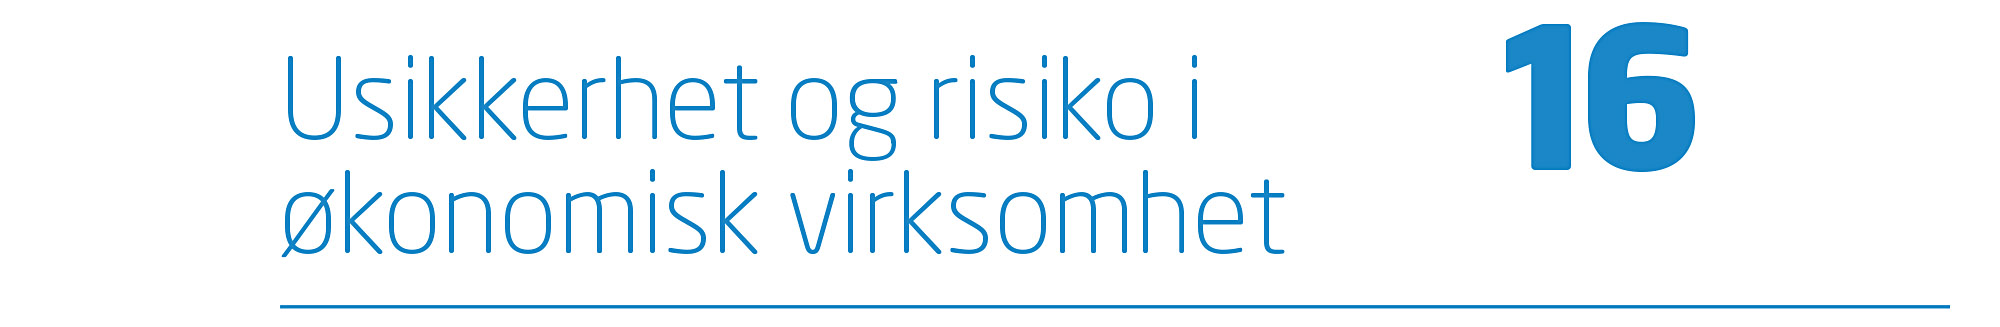 Usikkerhet og risiko i
økonomisk virksomhet
16